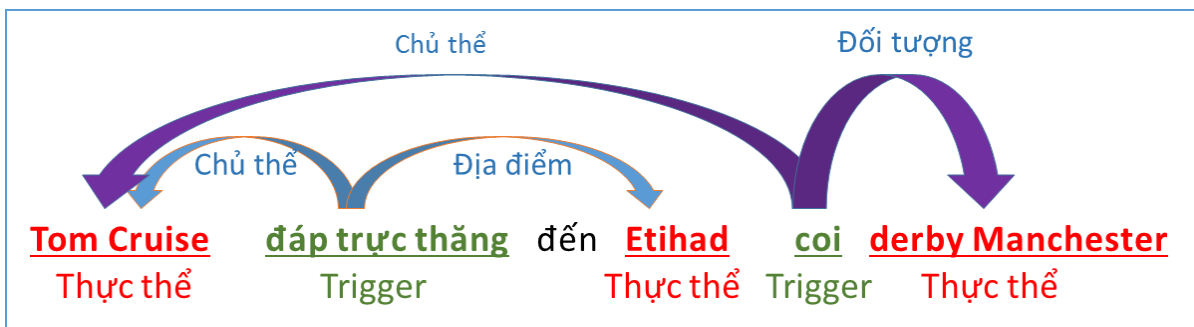 Chủ thể Đối tượng
Chủ thể Địa điểm
Tom Cruise đáp trực thăng đến Etihad coi derby Manchester
Thực thể Trigger Thực thể Trigger Thực thể